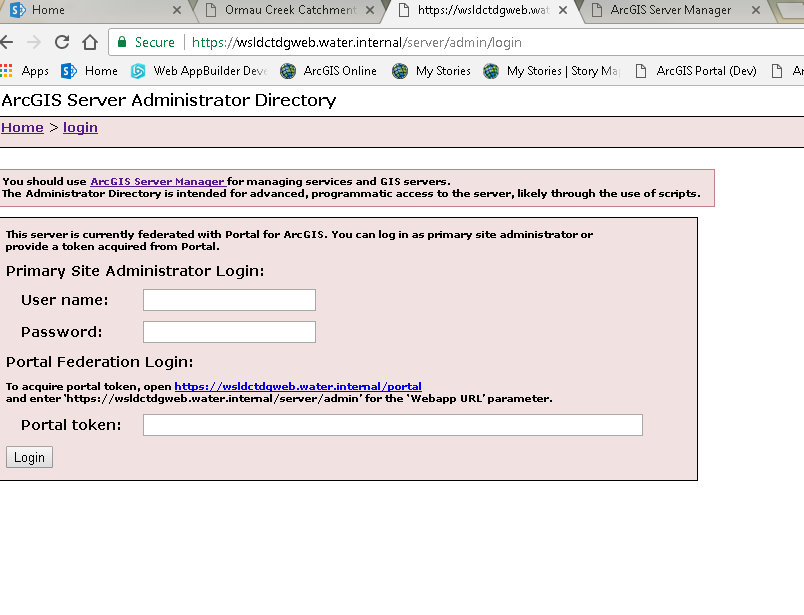 Home
Ormau Creek Catchment
https://wsldctdgweb.wat
ArcGIS Server Manager
Secure
https://wsldctdgweb.water.internal/server/admin/login
Apps
Home
Web AppBuilder Deve
ArcGIS Online
My Stories
My Stories | Story Ma
ArcGIS Portal (Dev)
Ar
ArcGIS Server Administrator Directory
Home > login
You should use ArcGIS Server Manager for managing services and GIS servers.
The Administrator Directory is intended for advanced, programmatic access to the server, likely through the use of scripts.
This server is currently federated with Portal for ArcGIS. You can log in as primary site administrator or
provide a token acquired from Portal.
Primary Site Administrator Login:
User name:
Password:
Portal Federation Login:
To acquire portal token, open https://wsldctdgweb.water.internal/portal
and enter 'https://wsldctdgweb.water.internal/server/admin' for the 'Webapp URL' parameter.
Portal token:
Login